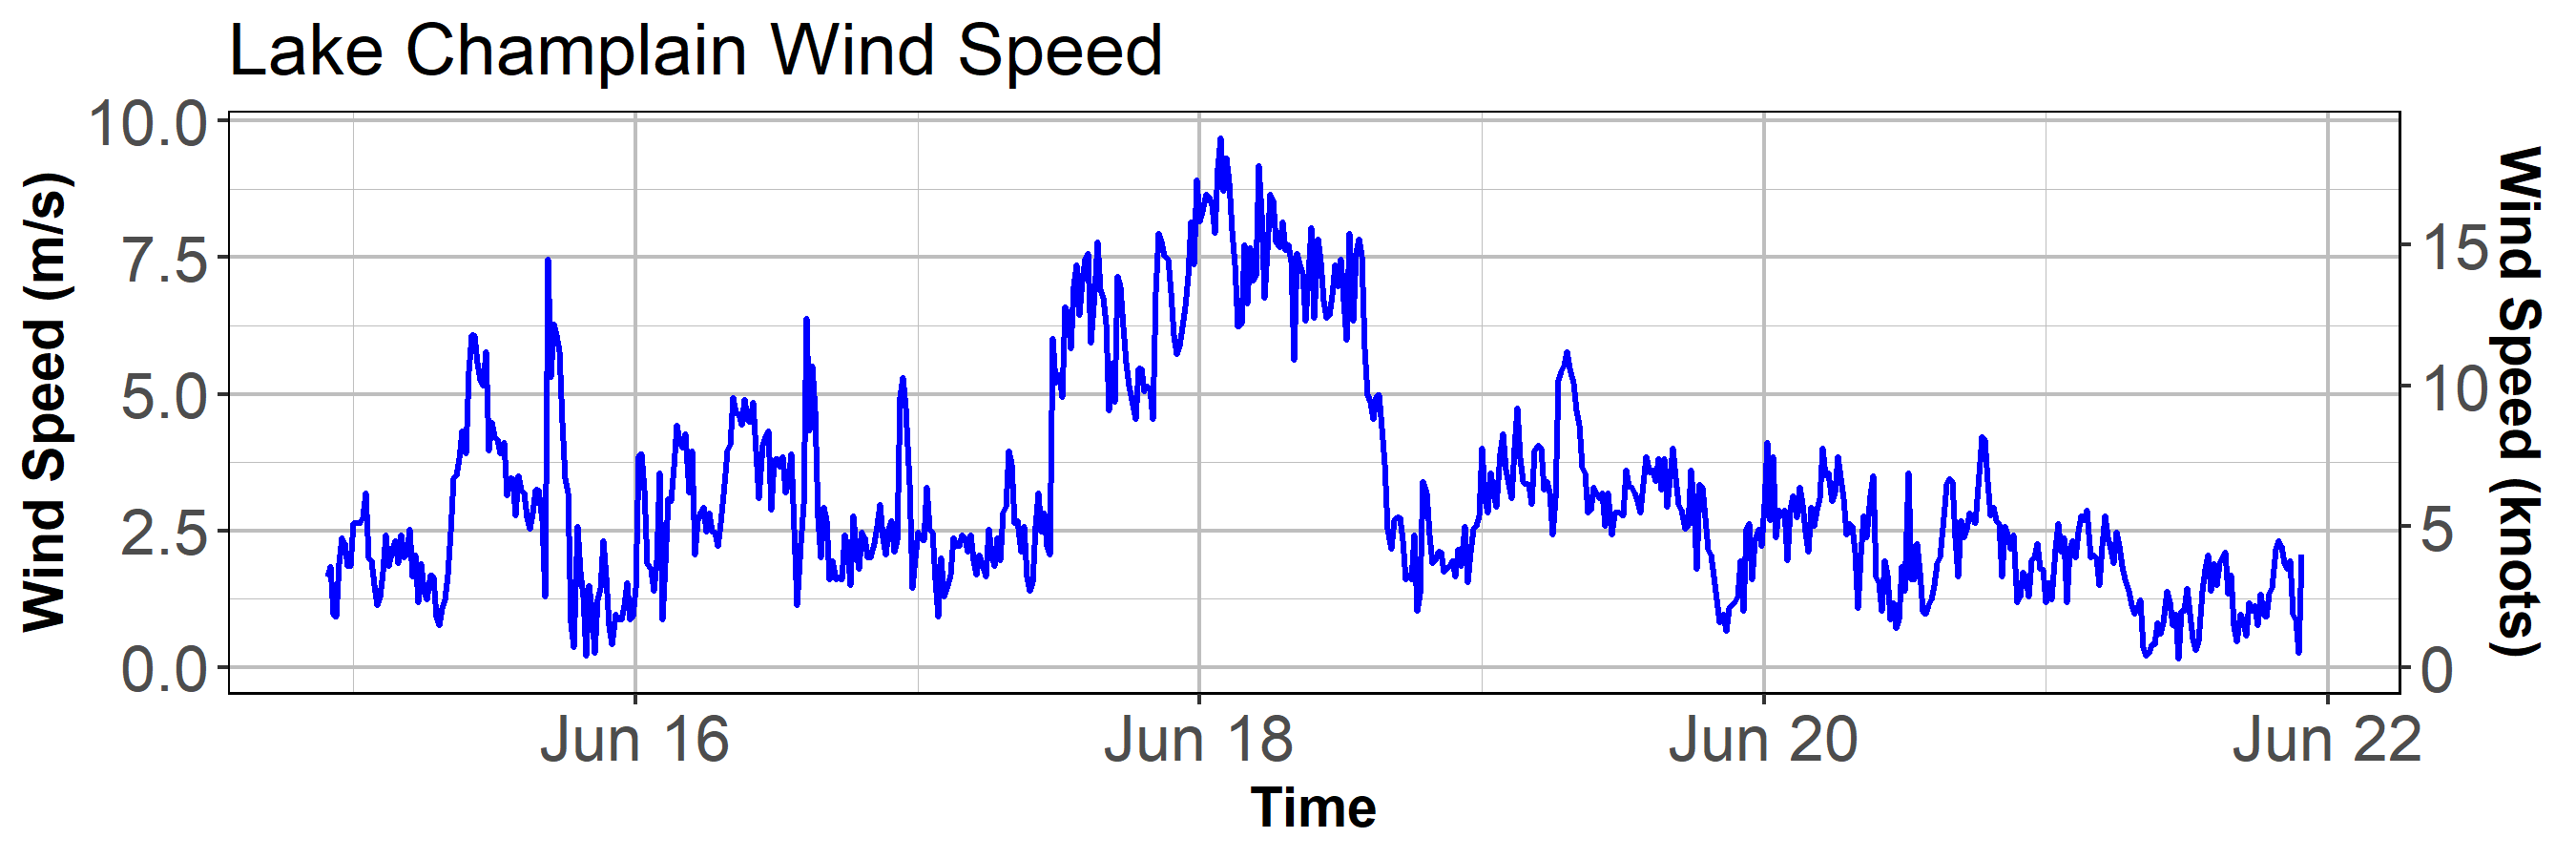 Lake Champlain Wind Speed
Wind Speed (m/s)
10.0
7.5
5.0
2.5
0.0
Wind Speed (knots)
15
10
5
0
Jun 16
Jun 18
Jun 20
Jun 22
Time